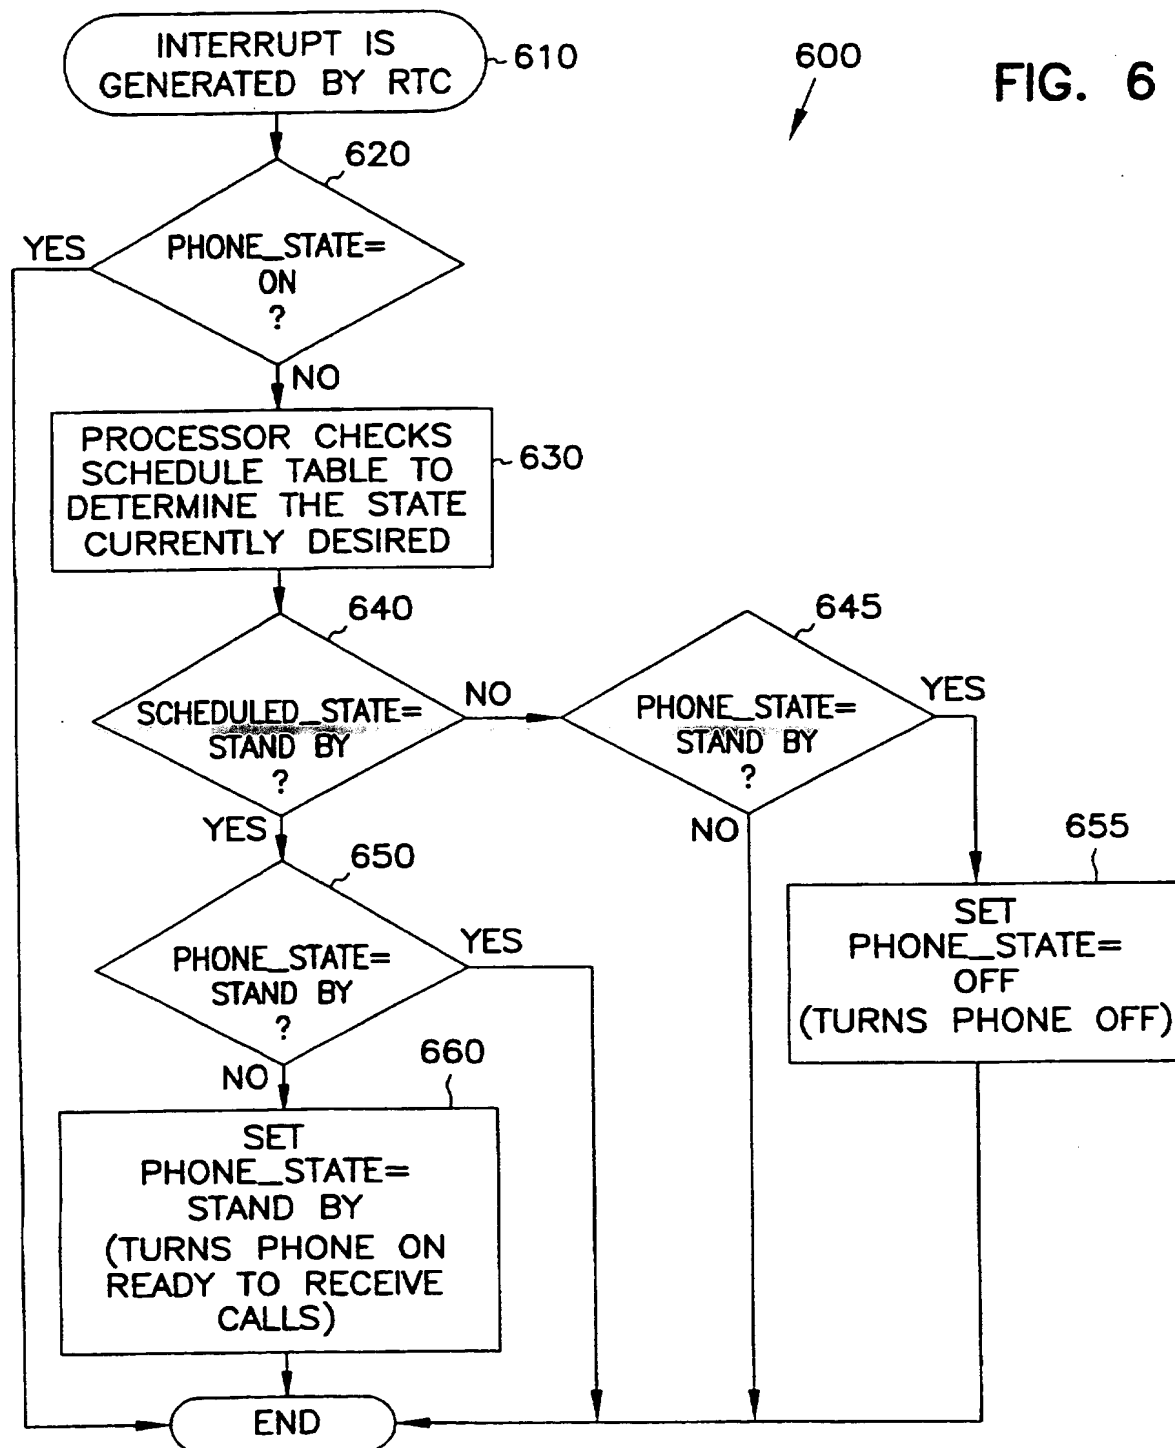 INTERRUPT IS
GENERATED BY RTC
610
600
FIG. 6
620
YES
PHONE_STATE=
ON
?
NO
PROCESSOR CHECKS
SCHEDULE TABLE TO
DETERMINE THE STATE
CURRENTLY DESIRED
630
640
SCHEDULED_STATE=
STAND BY
?
NO
645
PHONE_STATE=
STAND BY
?
YES
NO
YES
650
PHONE_STATE=
STAND BY
?
YES
NO
655
SET
PHONE_STATE=
OFF
(TURNS PHONE OFF)
660
SET
PHONE_STATE=
STAND BY
(TURNS PHONE ON
READY TO RECEIVE
CALLS)
END